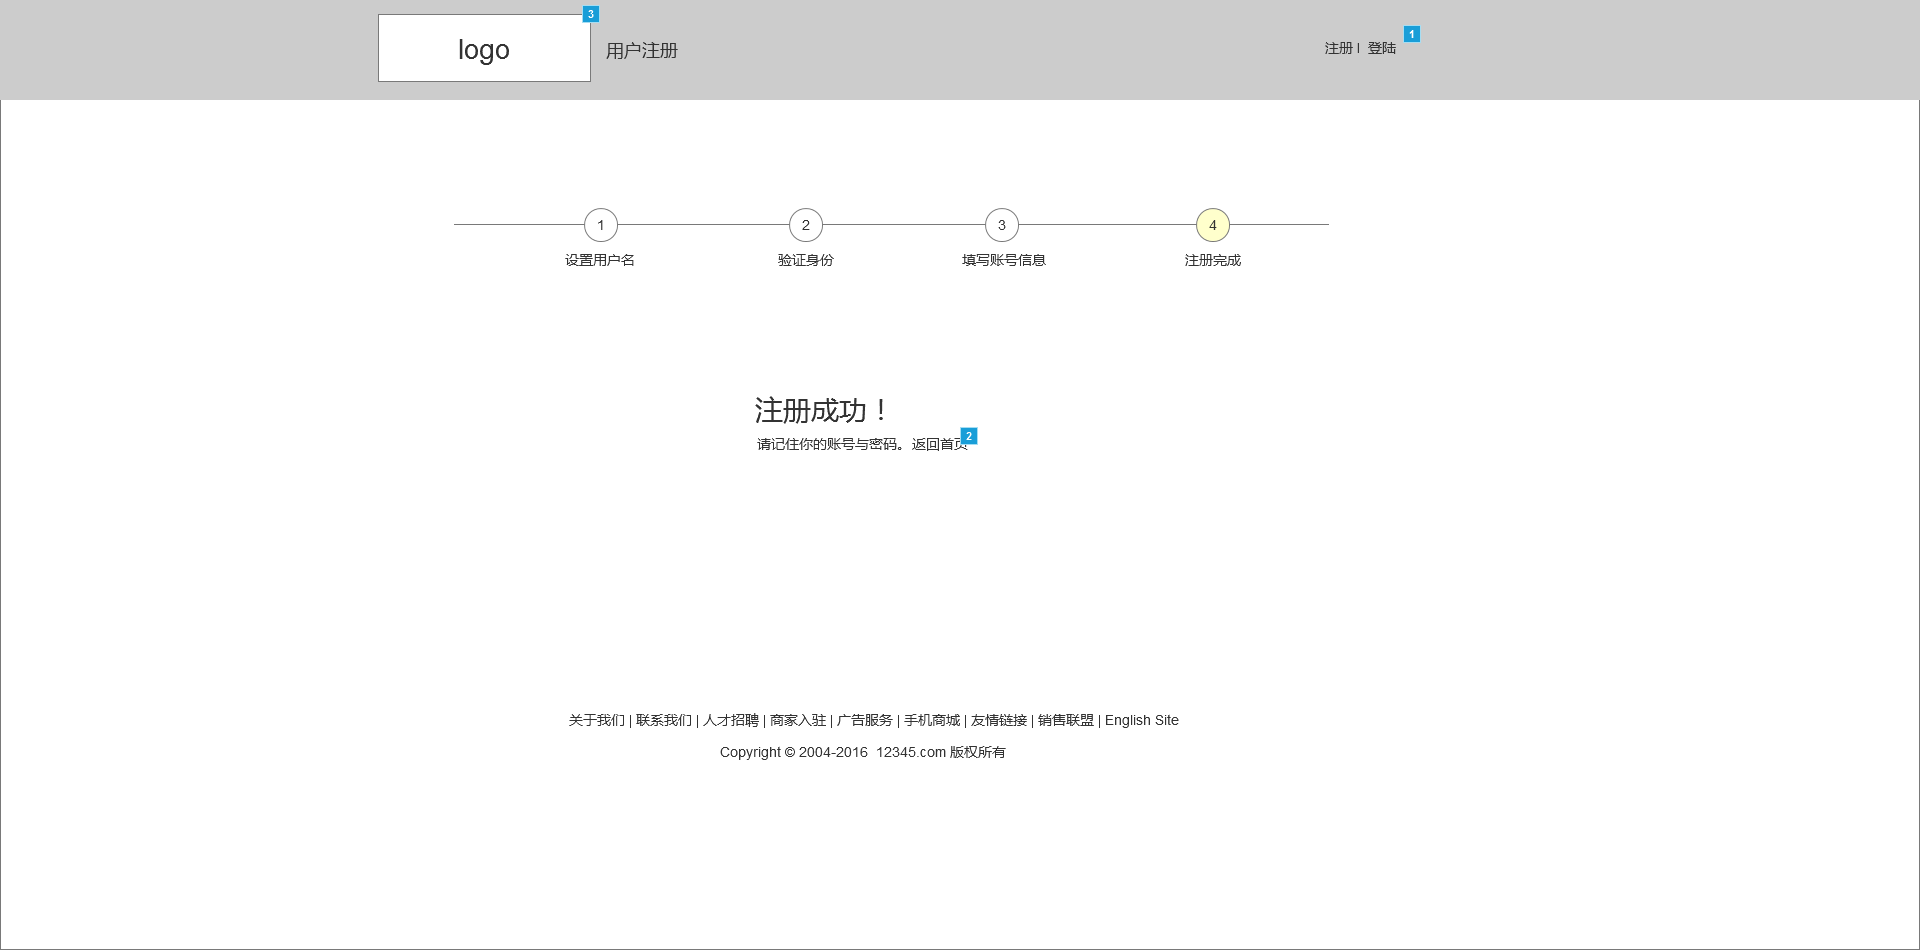 logo
3
用户注册
注册 | 登陆
1
1
2
3
4
设置用户名
验证身份
填写账号信息
注册完成
注册成功！
请记住你的账号与密码。 返回首页
2
关于我们 | 联系我们 | 人才招聘 | 商家入驻 | 广告服务 | 手机商城 | 友情链接 | 销售联盟 | English Site
Copyright © 2004-2016  12345.com 版权所有